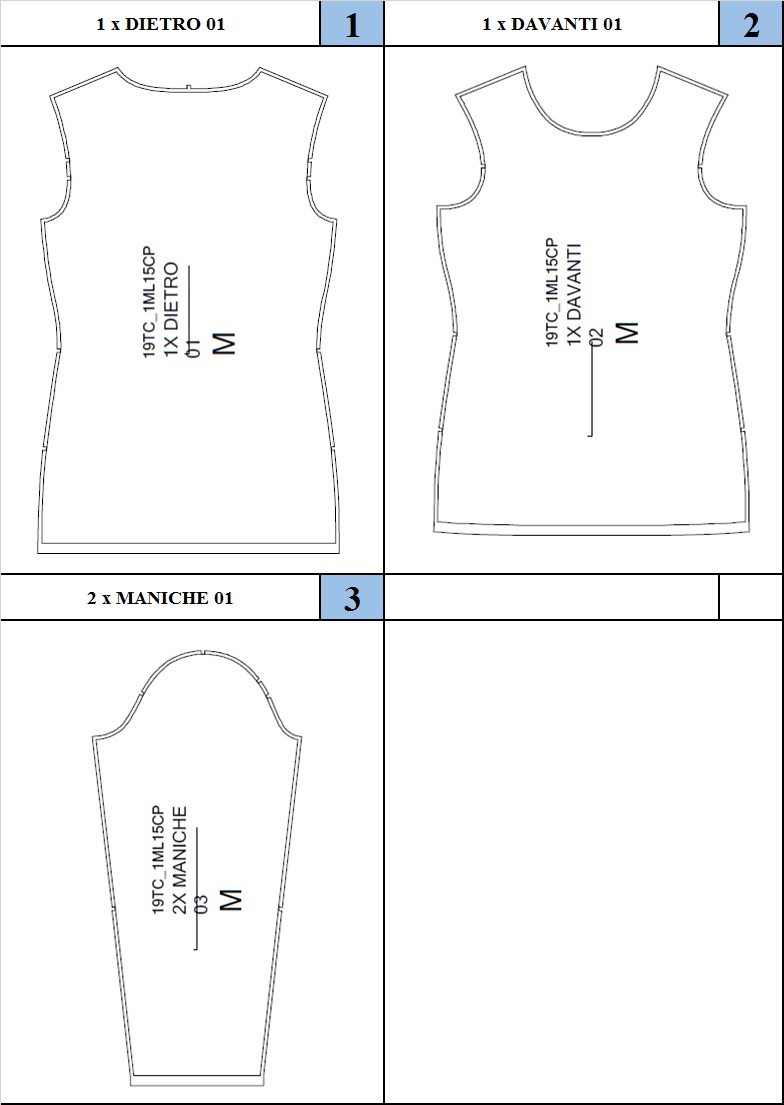 1 x DIETRO 01
1
1 x DAVANTI 01
2
19TC_1ML15CP
1X DIETRO
01
M
19TC_1ML15CP
1X DAVANTI
02
M
2 x MANICHE 01
3
19TC_1ML15CP
2X MANICHE
03
M